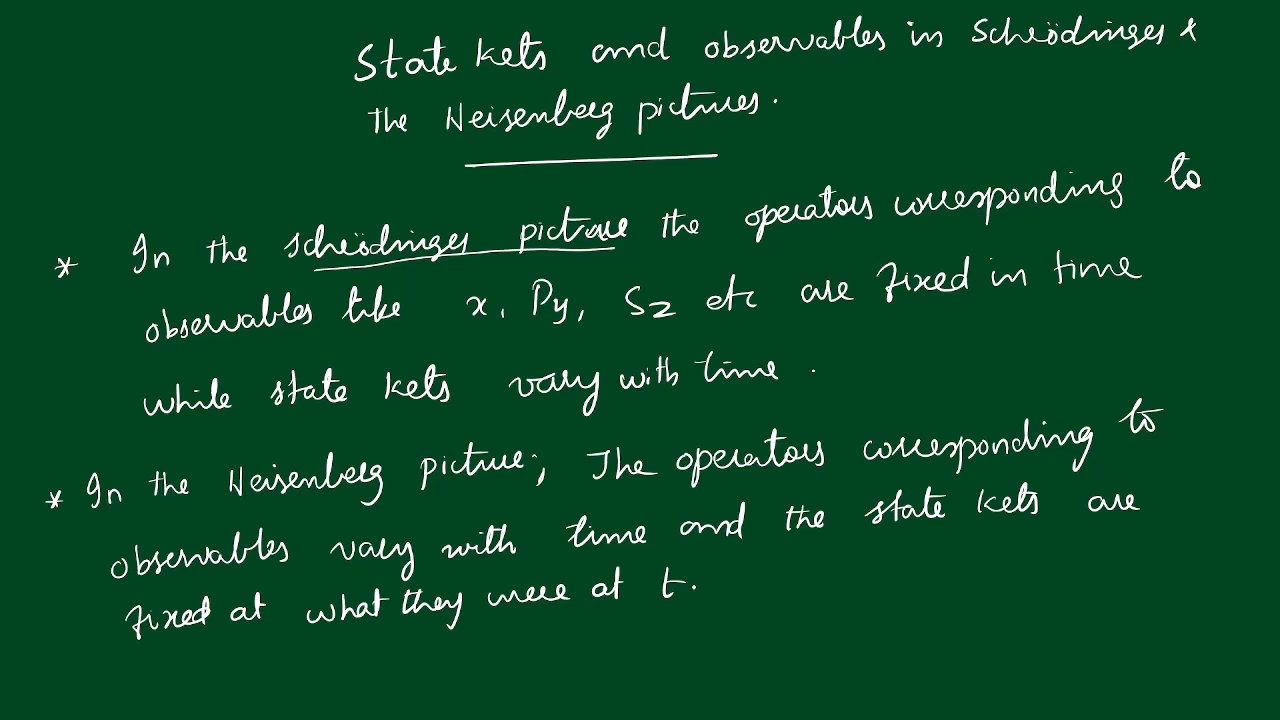 State kets and observables in Schrödinger &
the Heisenberg pictures.
* In the Schrödinger picture the operators corresponding to
observables like x, Py, Sz etc are fixed in time
while state kets vary with time.
* In the Heisenberg picture; The operators corresponding to
observables vary with time and the state kets are
fixed at what they were at t.